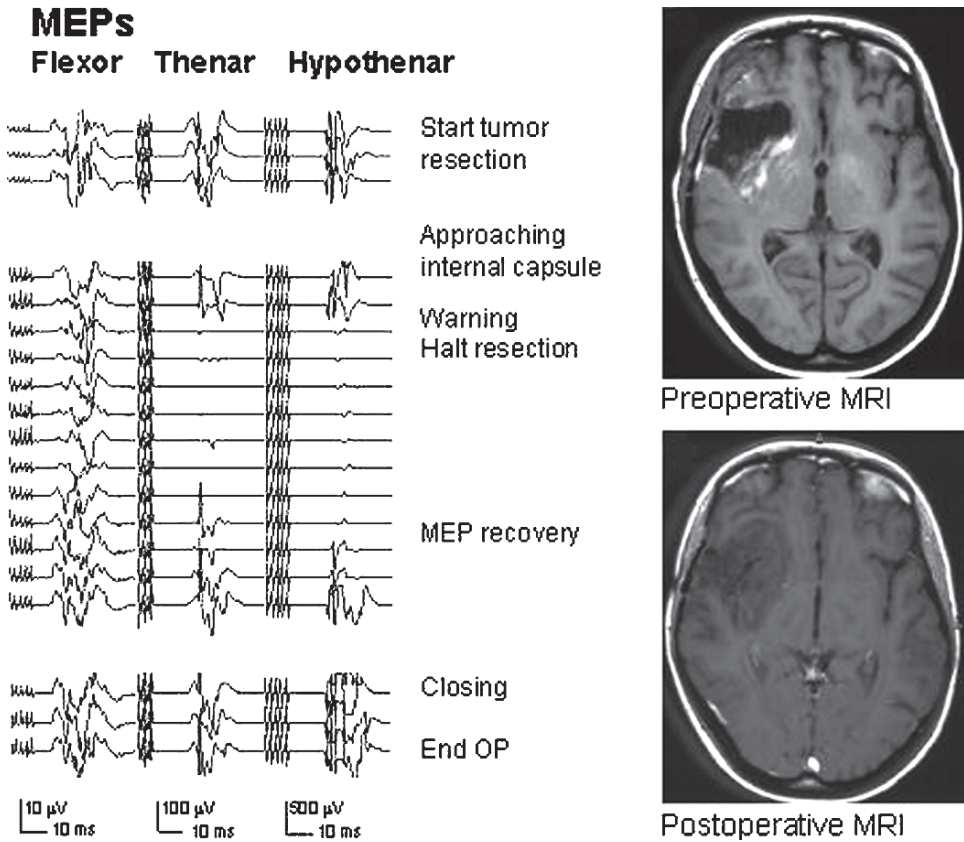 MEPs
Flexor Thenar Hypothenar
Start tumor
resection
Approaching
internal capsule
Warning
Halt resection
MEP recovery
Closing
End OP
10 µV
10 ms
100 µV
10 ms
500 µV
10 ms
Preoperative MRI
Postoperative MRI